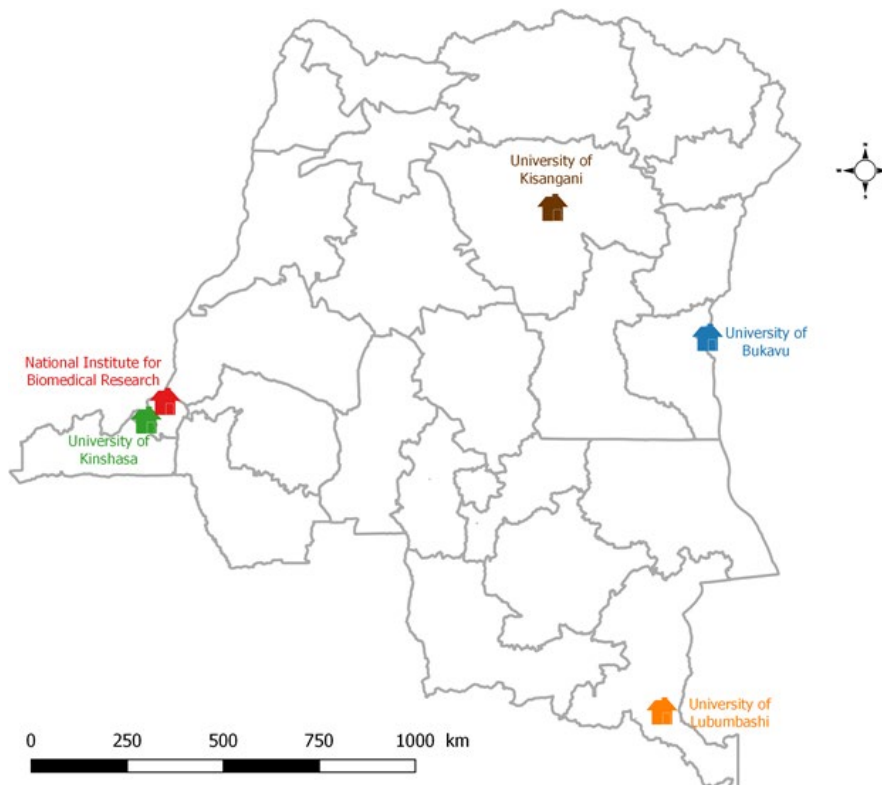 University of
Kisangani
University of
Bukavu
National Institute for
Biomedical Research
University of
Kinshasa
University of
Lubumbashi
0 250 500 750 1000 km